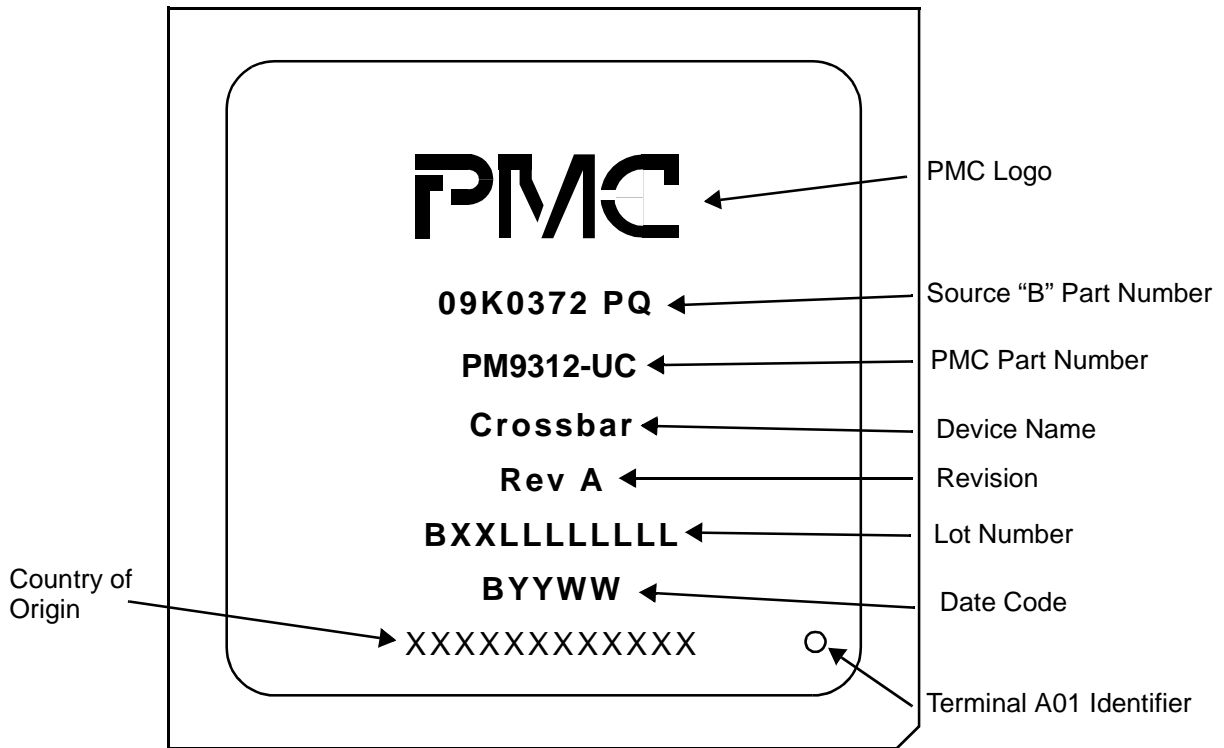 PMC
PMC Logo
09K0372 PQ
Source “B” Part Number
PM9312-UC
PMC Part Number
Crossbar
Device Name
Rev A
Revision
BXXLLLLLLLL
Lot Number
Country of
Origin
BYYWW
Date Code
XXXXXXXXXXXX
Terminal A01 Identifier